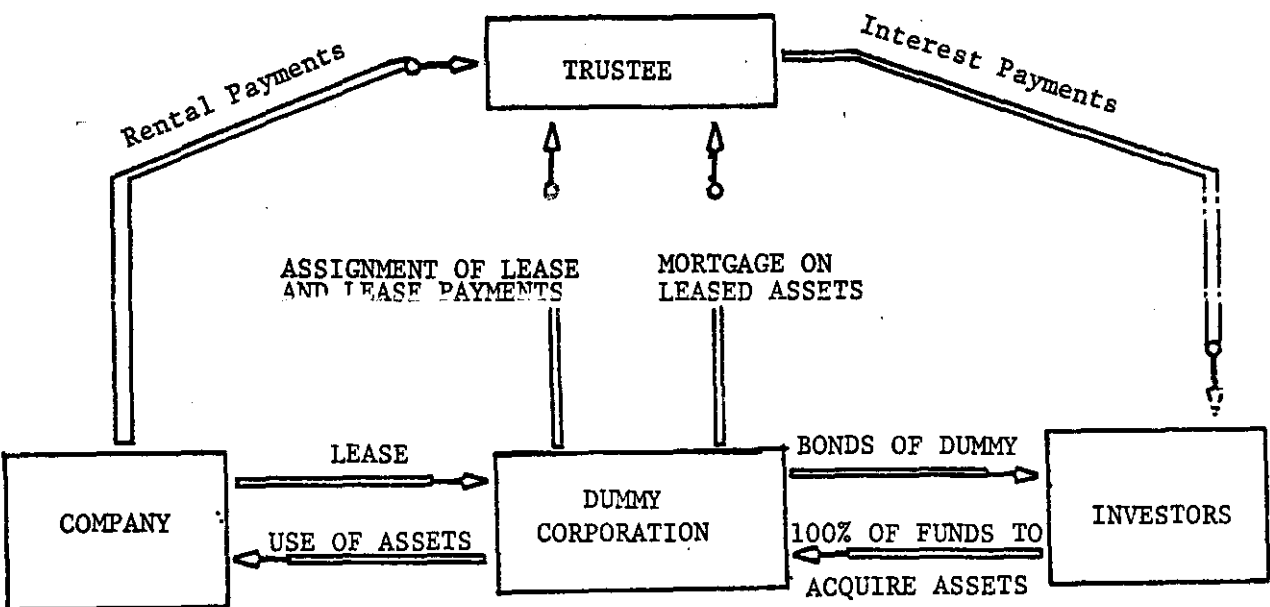 Rental Payments
TRUSTEE
Interest Payments
ASSIGNMENT OF LEASE
AND LEASE PAYMENTS
MORTGAGE ON
LEASED ASSETS
COMPANY
LEASE
USE OF ASSETS
DUMMY
CORPORATION
BONDS OF DUMMY
100% OF FUNDS TO
ACQUIRE ASSETS
INVESTORS